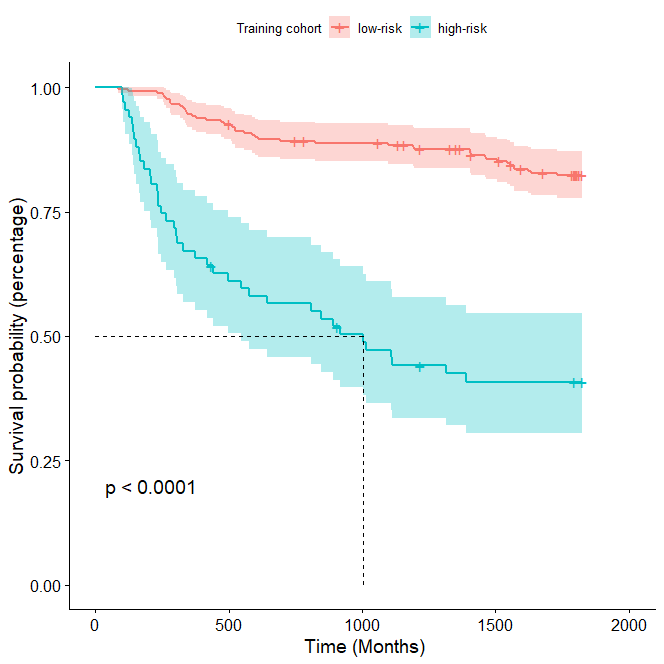 Training cohort low-risk high-risk
Survival probability (percentage)
1.00
0.75
0.50
0.25
0.00
p < 0.0001
0 500 1000 1500 2000
Time (Months)